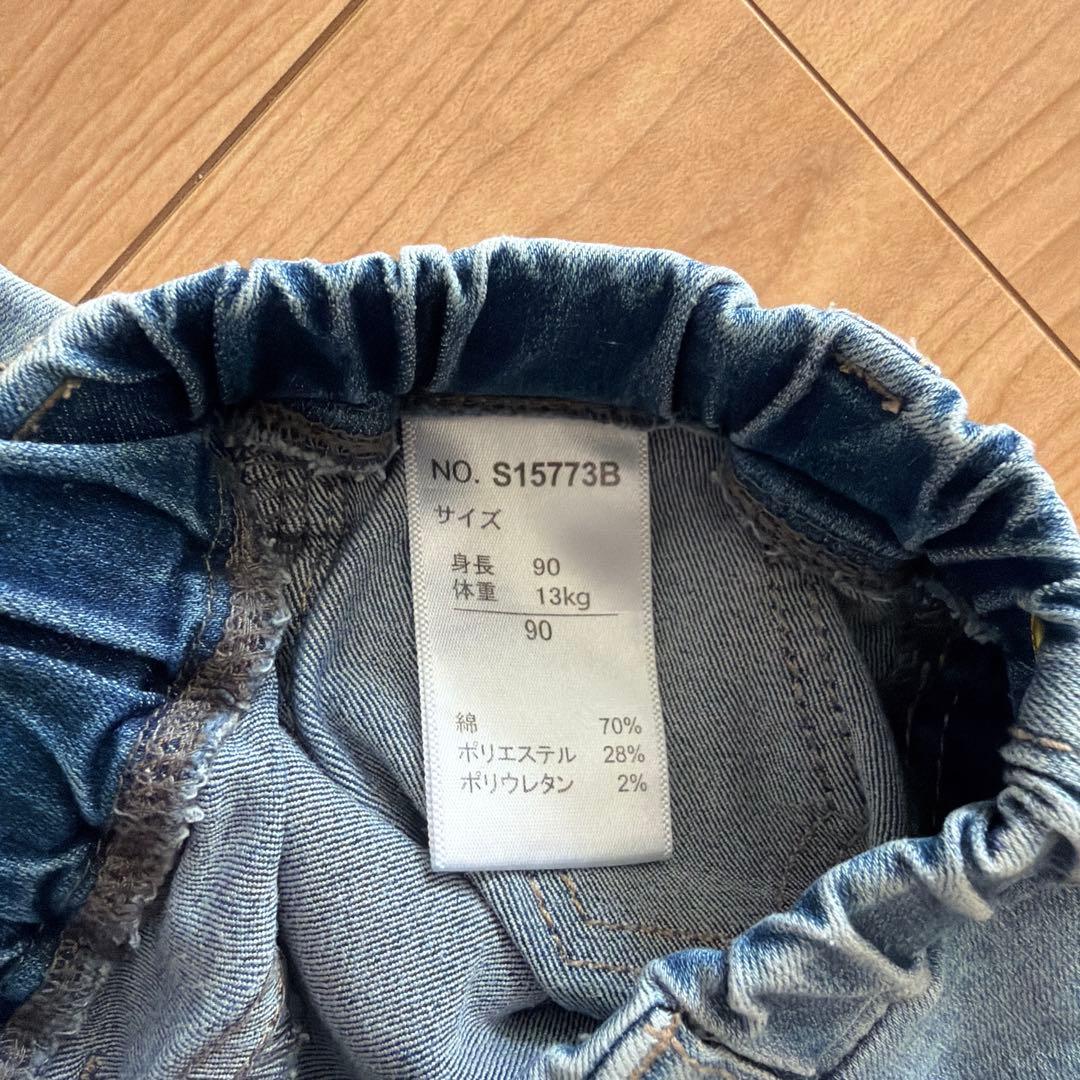 NO. S15773B
サイズ
身長 90
体重 13kg
90
綿 70%
ポリエステル 28%
ポリウレタン 2%